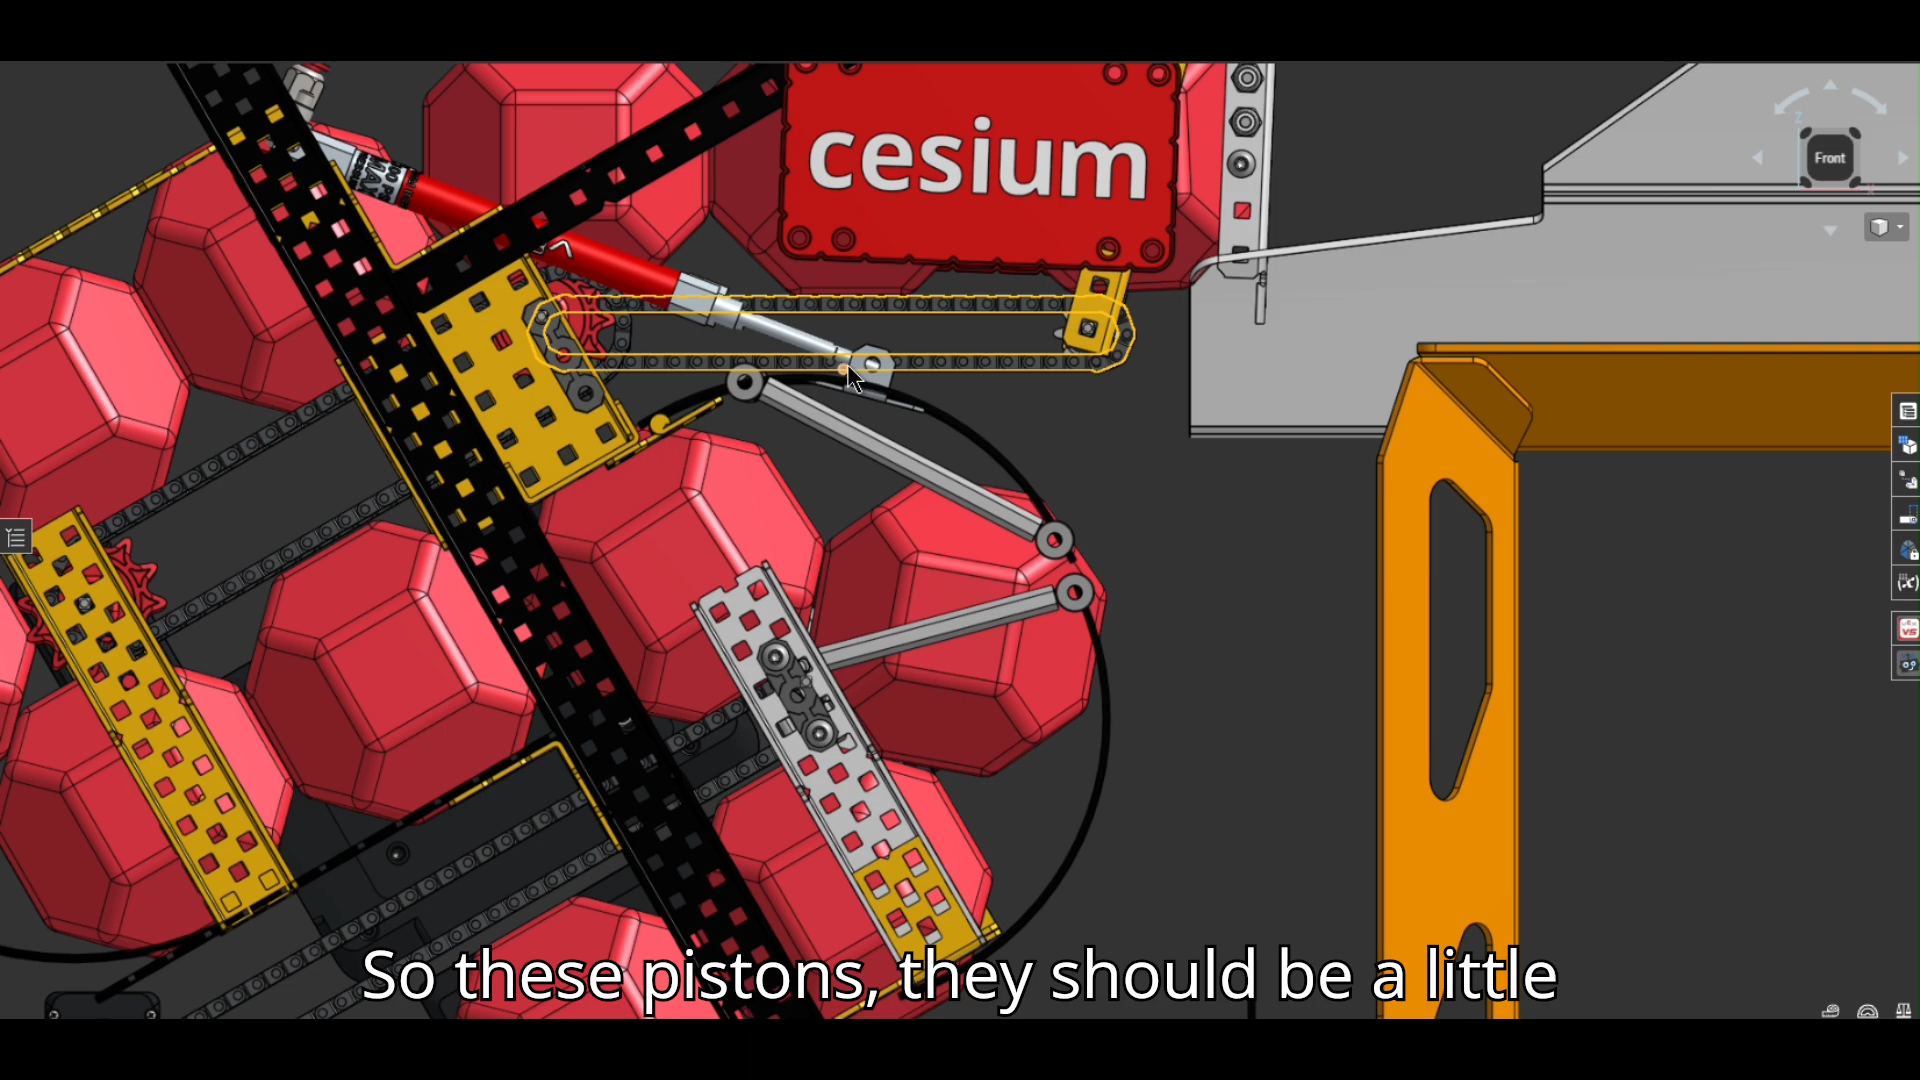 cesium
Z
Front
X
So these pistons, they should be a little